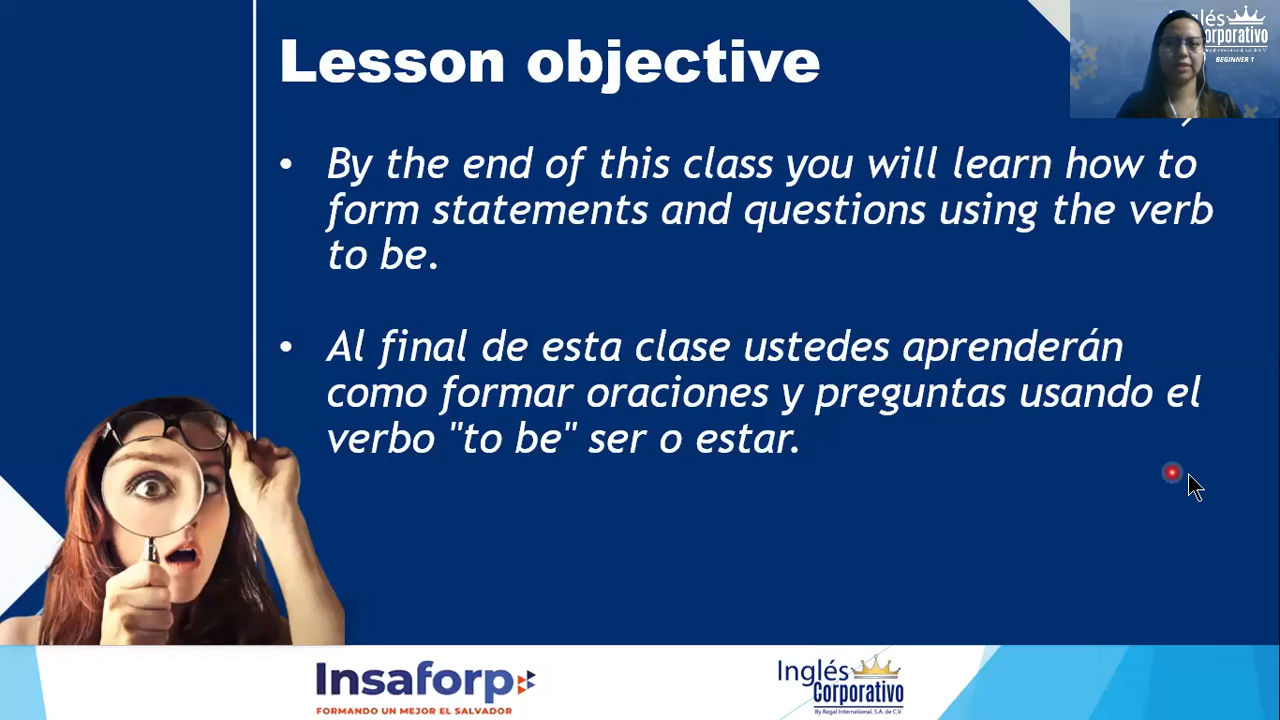 Lesson objective
• By the end of this class you will learn how to
form statements and questions using the verb
to be.
• Al final de esta clase ustedes aprenderán
como formar oraciones y preguntas usando el
verbo "to be" ser o estar.
Insaforp
FORMANDO UN MEJOR EL SALVADOR
Inglés
Corporativo
By Regal International, S.A. de C.V.
BEGINNER 1